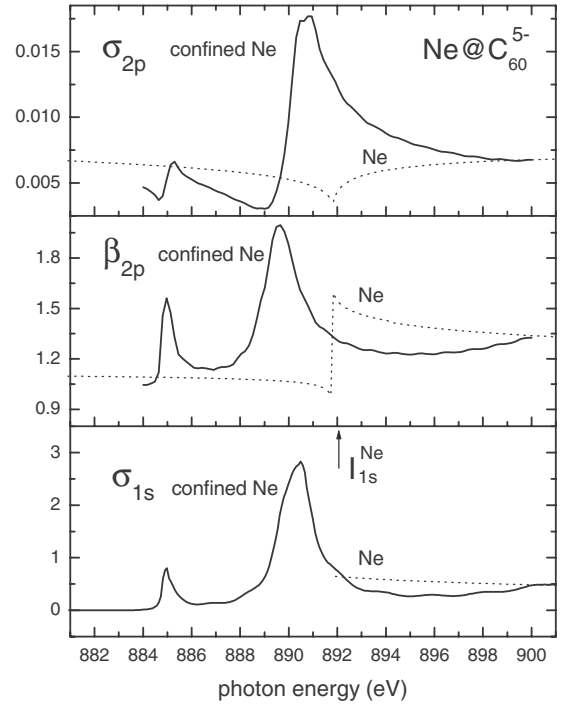 σ2p confined Ne Ne@C60^5-
0.015
0.010
Ne
0.005
β2p confined Ne
1.8
Ne
1.5
1.2
0.9
3
σ1s confined Ne
I1s^Ne
2
Ne
1
0
882 884 886 888 890 892 894 896 898 900
photon energy (eV)